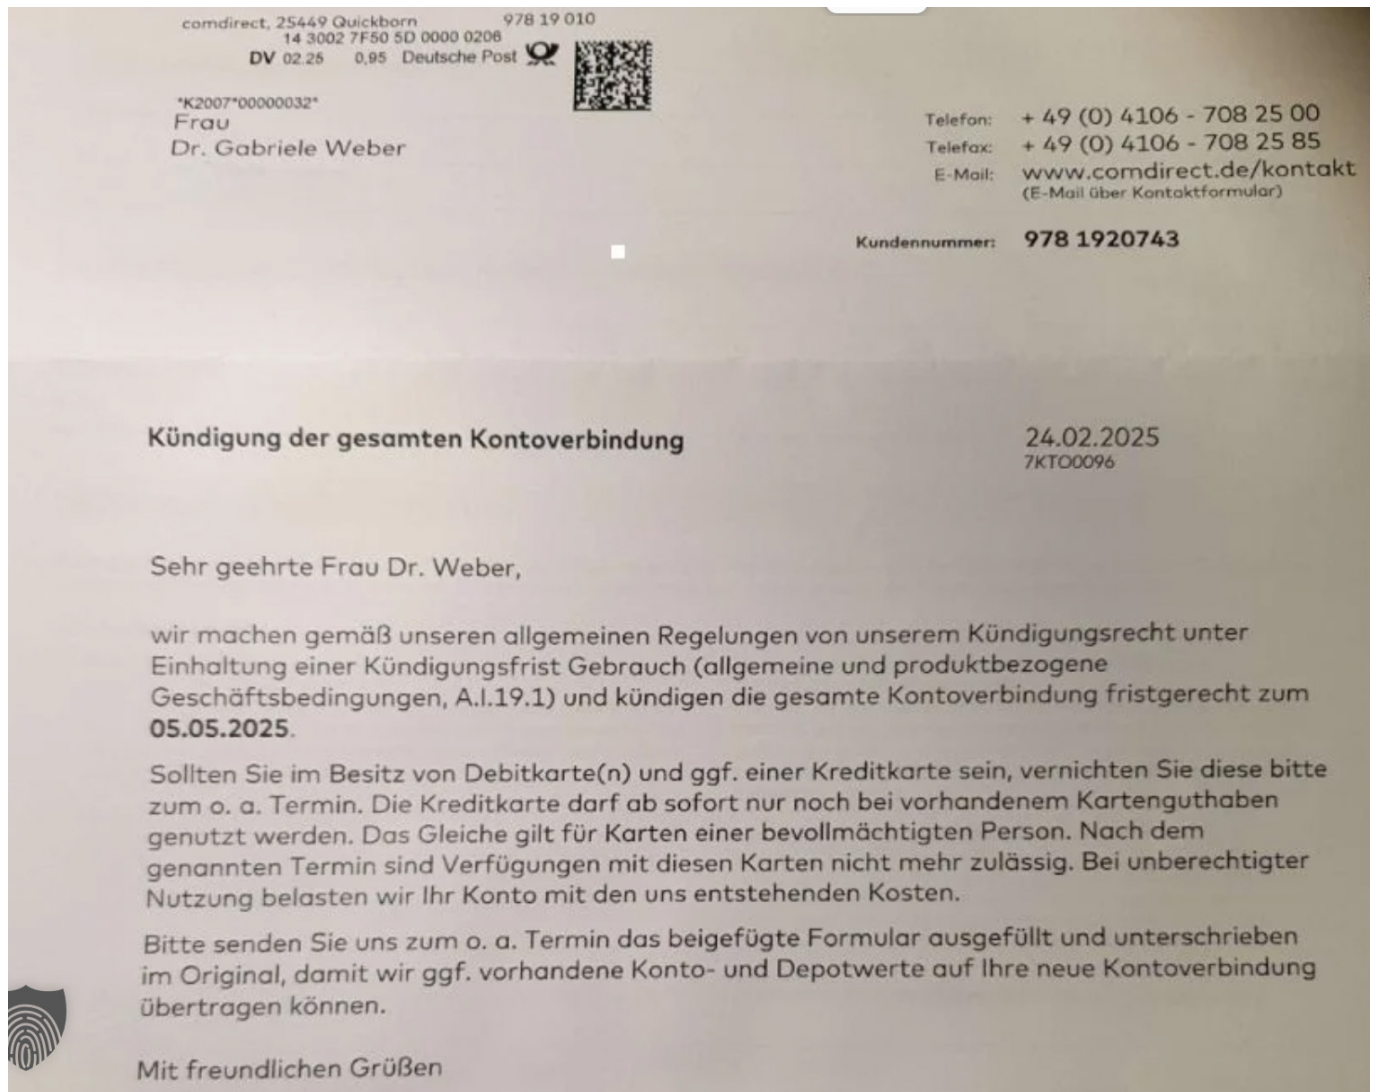 comdirect, 25449 Quickborn 978 19 010
14 3002 7F50 5D 0000 0206
DV 02.25 0,95 Deutsche Post
*K2007*00000032*
Frau
Dr. Gabriele Weber
Telefon: + 49 (0) 4106 - 708 25 00
Telefax: + 49 (0) 4106 - 708 25 85
E-Mail: www.comdirect.de/kontakt
(E-Mail über Kontaktformular)
Kundennummer: 978 1920743
Kündigung der gesamten Kontoverbindung 24.02.2025
7KTO0096
Sehr geehrte Frau Dr. Weber,
wir machen gemäß unseren allgemeinen Regelungen von unserem Kündigungsrecht unter
Einhaltung einer Kündigungsfrist Gebrauch (allgemeine und produktbezogene
Geschäftsbedingungen, A.I.19.1) und kündigen die gesamte Kontoverbindung fristgerecht zum
05.05.2025.
Sollten Sie im Besitz von Debitkarte(n) und ggf. einer Kreditkarte sein, vernichten Sie diese bitte
zum o. a. Termin. Die Kreditkarte darf ab sofort nur noch bei vorhandenem Kartenguthaben
genutzt werden. Das Gleiche gilt für Karten einer bevollmächtigten Person. Nach dem
genannten Termin sind Verfügungen mit diesen Karten nicht mehr zulässig. Bei unberechtigter
Nutzung belasten wir Ihr Konto mit den uns entstehenden Kosten.
Bitte senden Sie uns zum o. a. Termin das beigefügte Formular ausgefüllt und unterschrieben
im Original, damit wir ggf. vorhandene Konto- und Depotwerte auf Ihre neue Kontoverbindung
übertragen können.
Mit freundlichen Grüßen